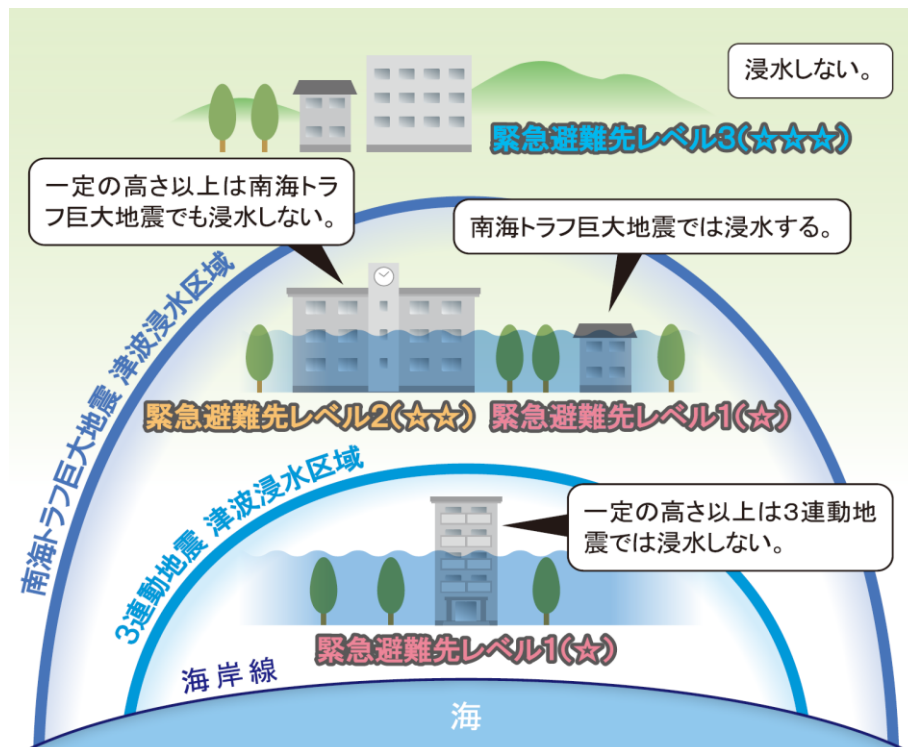 浸水しない。
緊急避難先レベル3(☆☆☆)
一定の高さ以上は南海トラ
フ巨大地震でも浸水しない。
南海トラフ巨大地震では浸水する。
南海トラフ巨大地震 津波浸水区域
緊急避難先レベル2(☆☆)
緊急避難先レベル1(☆)
3連動地震 津波浸水区域
一定の高さ以上は3連動地
震では浸水しない。
緊急避難先レベル1(☆)
海岸線
海